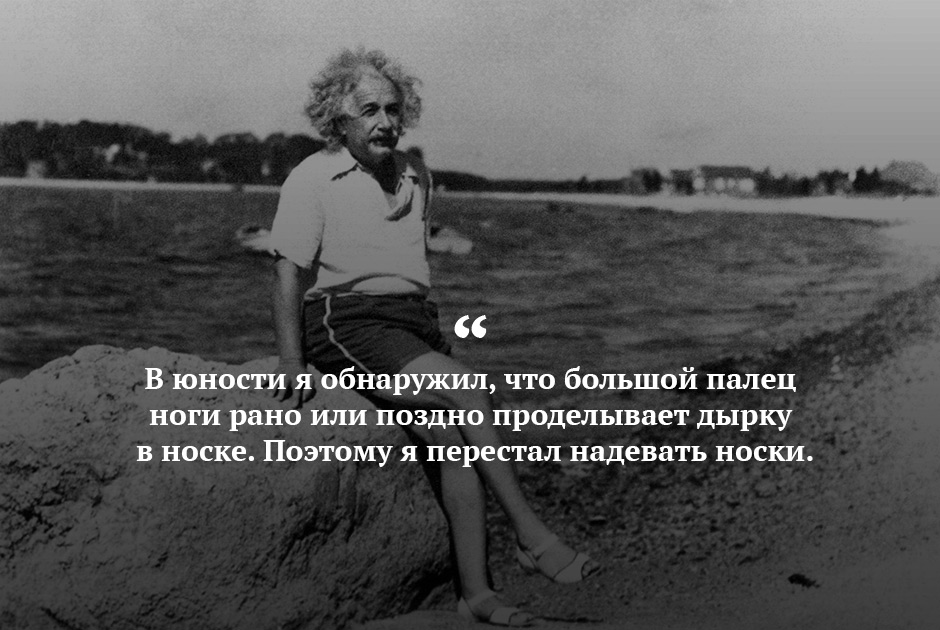 “
В юности я обнаружил, что большой палец
ноги рано или поздно проделывает дырку
в носке. Поэтому я перестал надевать носки.